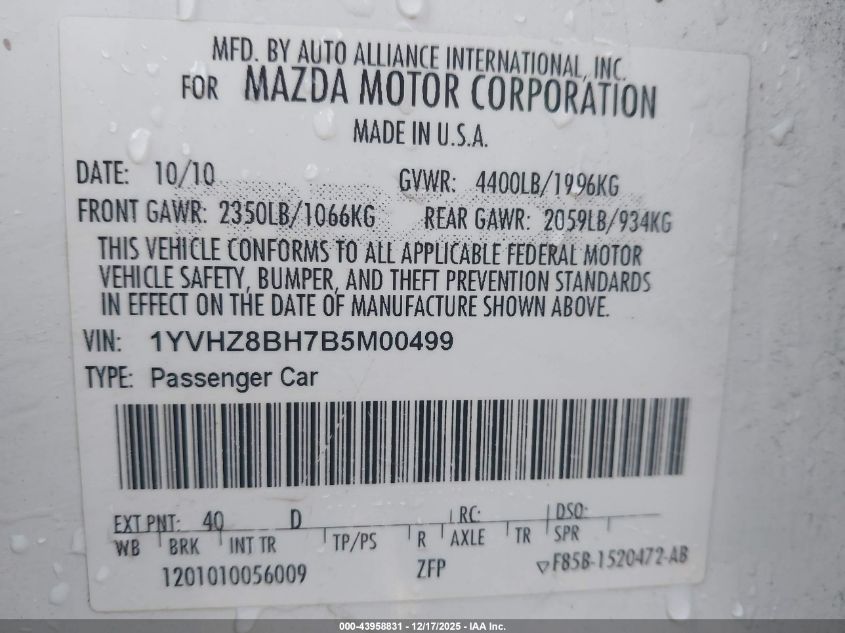 MFD. BY AUTO ALLIANCE INTERNATIONAL, INC.
FOR MAZDA MOTOR CORPORATION
MADE IN U.S.A.
DATE: 10/10 GVWR: 4400LB/1996KG
FRONT GAWR: 2350LB/1066KG REAR GAWR: 2059LB/934KG
THIS VEHICLE CONFORMS TO ALL APPLICABLE FEDERAL MOTOR
VEHICLE SAFETY, BUMPER, AND THEFT PREVENTION STANDARDS
IN EFFECT ON THE DATE OF MANUFACTURE SHOWN ABOVE.
VIN: 1YVHZ8BH7B5M00499
TYPE: Passenger Car
EXT PNT: 40 D RC: DSO:
WB BRK INT TR TP/PS R AXLE TR SPR
1201010056009 ZFP F85B-1520472-AB
000-43958831 - 12/17/2025 - IAA Inc.